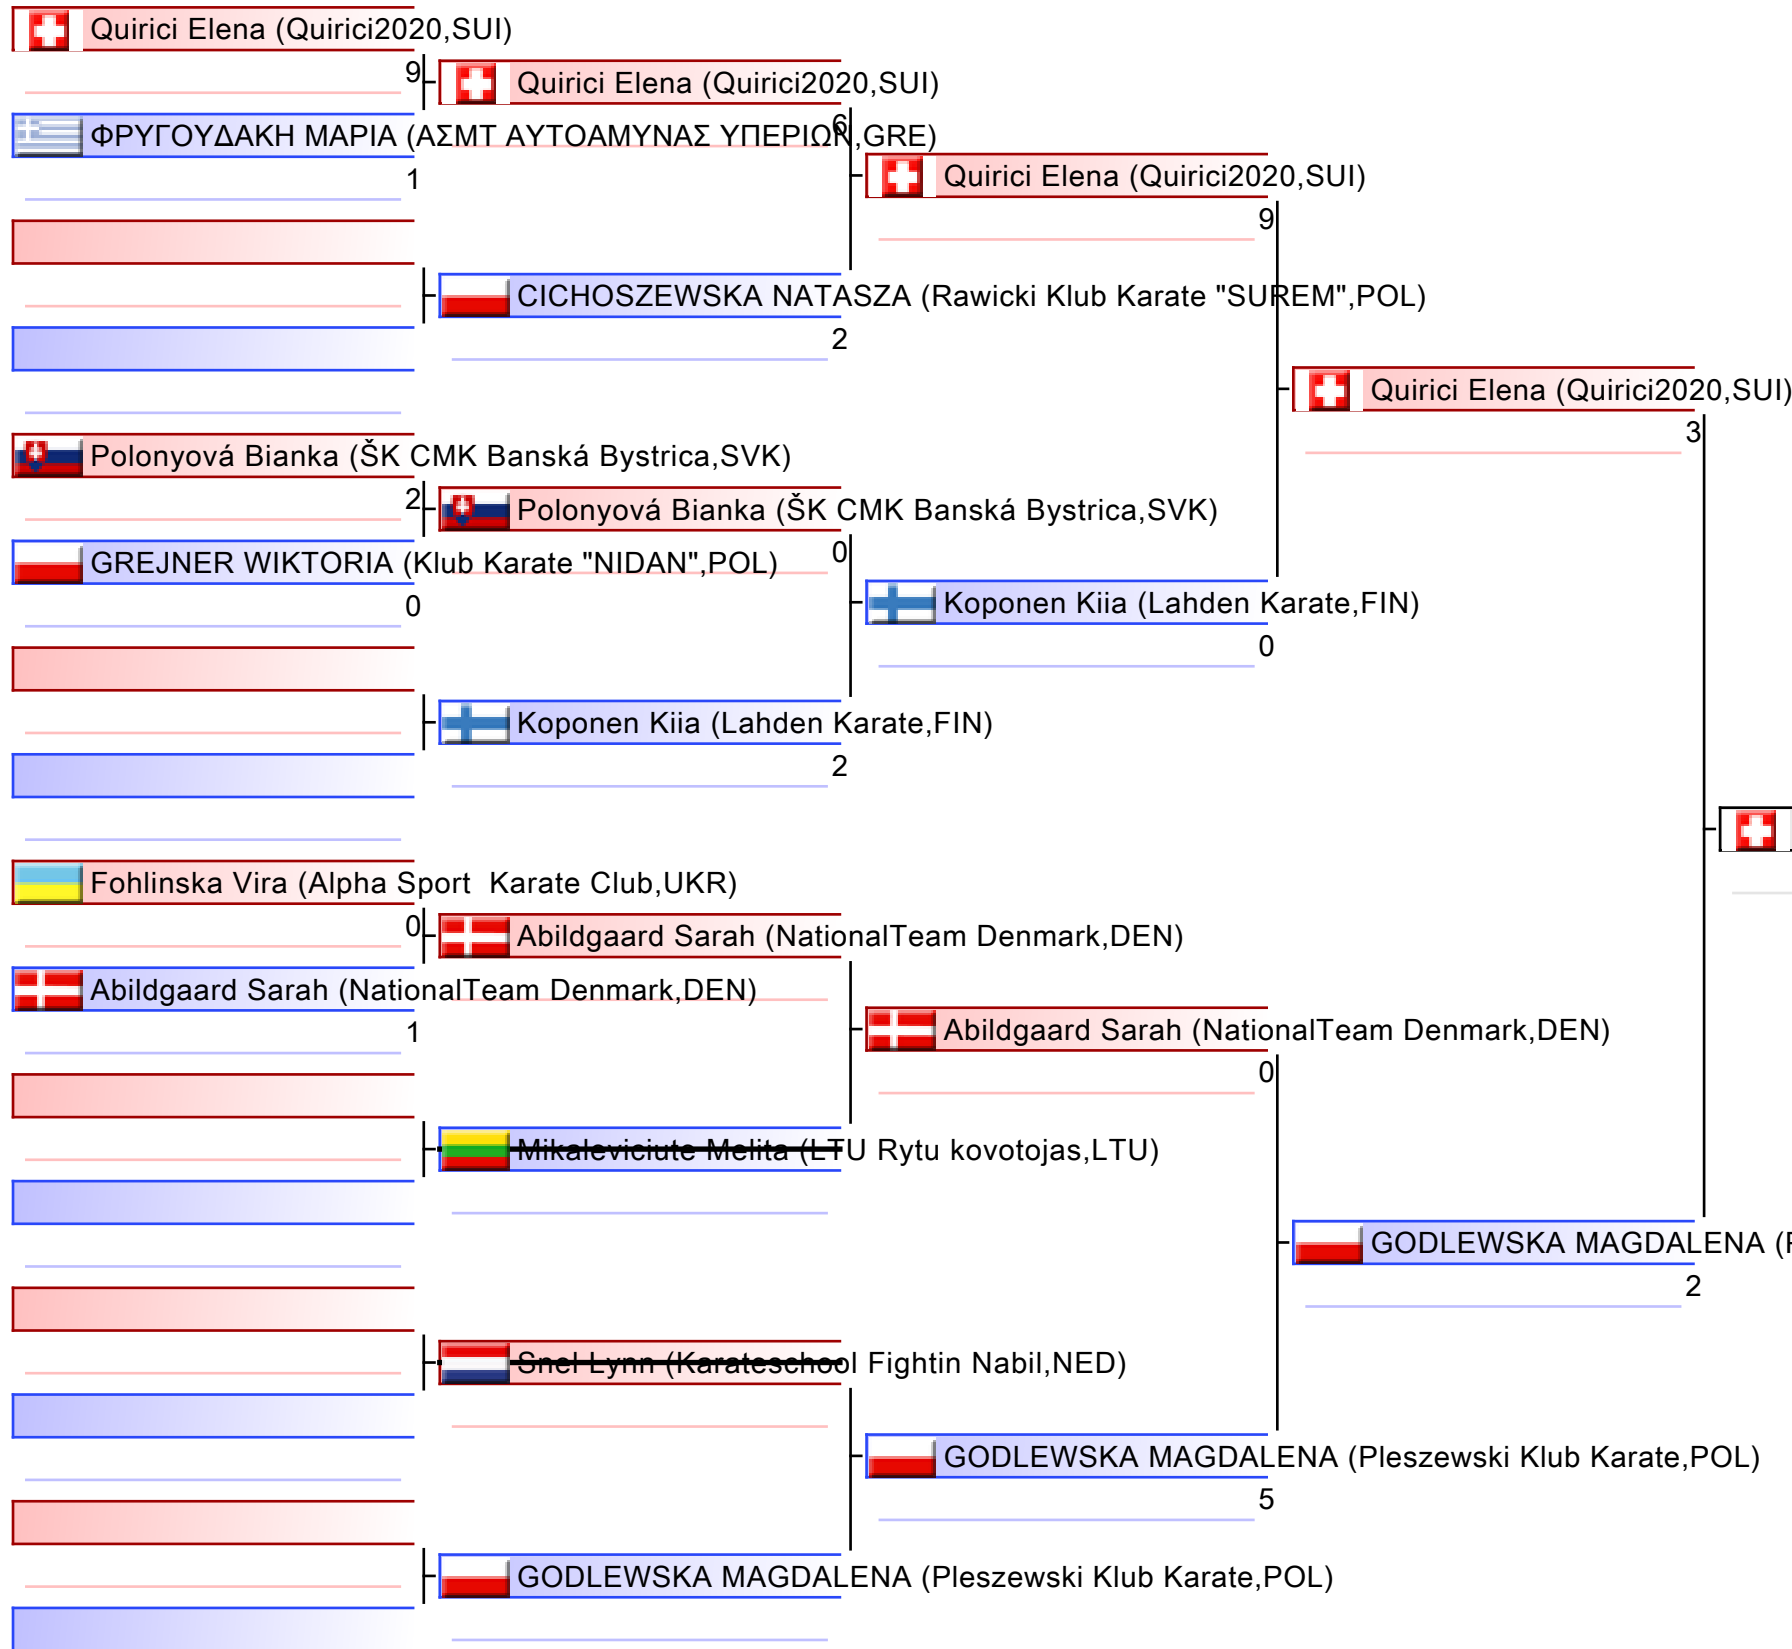 Quirici Elena (Quirici2020,SUI)
9
Quirici Elena (Quirici2020,SUI)
6
ΦΡΥΓΟΥΔΑΚΗ ΜΑΡΙΑ (ΑΣΜΤ ΑΥΤΟΑΜΥΝΑΣ ΥΠΕΡΙΩΝ,GRE)
1
Quirici Elena (Quirici2020,SUI)
9
CICHOSZEWSKA NATASZA (Rawicki Klub Karate "SUREM",POL)
2
Quirici Elena (Quirici2020,SUI)
3
Polonyová Bianka (ŠK CMK Banská Bystrica,SVK)
2
Polonyová Bianka (ŠK CMK Banská Bystrica,SVK)
0
GREJNER WIKTORIA (Klub Karate "NIDAN",POL)
0
Koponen Kiia (Lahden Karate,FIN)
0
Koponen Kiia (Lahden Karate,FIN)
2
Fohlinska Vira (Alpha Sport  Karate Club,UKR)
0
Abildgaard Sarah (NationalTeam Denmark,DEN)
Abildgaard Sarah (NationalTeam Denmark,DEN)
1
Abildgaard Sarah (NationalTeam Denmark,DEN)
0
Mikaleviciute Melita (LTU Rytu kovotojas,LTU)
GODLEWSKA MAGDALENA (
2
Snel Lynn (Karateschool Fightin Nabil,NED)
GODLEWSKA MAGDALENA (Pleszewski Klub Karate,POL)
5
GODLEWSKA MAGDALENA (Pleszewski Klub Karate,POL)